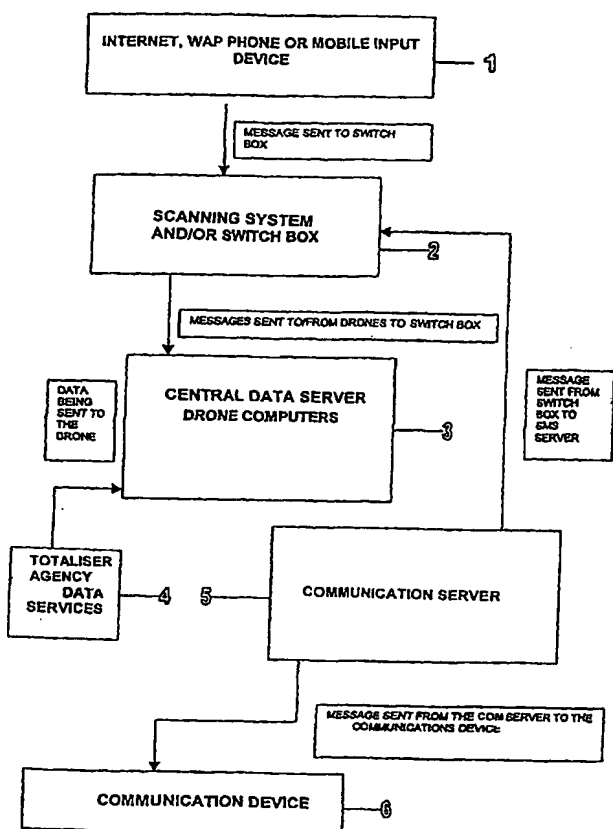 INTERNET, WAP PHONE OR MOBILE INPUT
DEVICE
1
MESSAGE SENT TO SWITCH
BOX
SCANNING SYSTEM
AND/OR SWITCH BOX
2
MESSAGES SENT TO/FROM DRONES TO SWITCH BOX
DATA
BEING
SENT TO
THE
DRONE
CENTRAL DATA SERVER
DRONE COMPUTERS
3
MESSAGE
SENT FROM
SWITCH
BOX TO
SMS
SERVER
TOTALISER
AGENCY
DATA
SERVICES
4
5
COMMUNICATION SERVER
MESSAGE SENT FROM THE COM SERVER TO THE
COMMUNICATIONS DEVICE
COMMUNICATION DEVICE
6